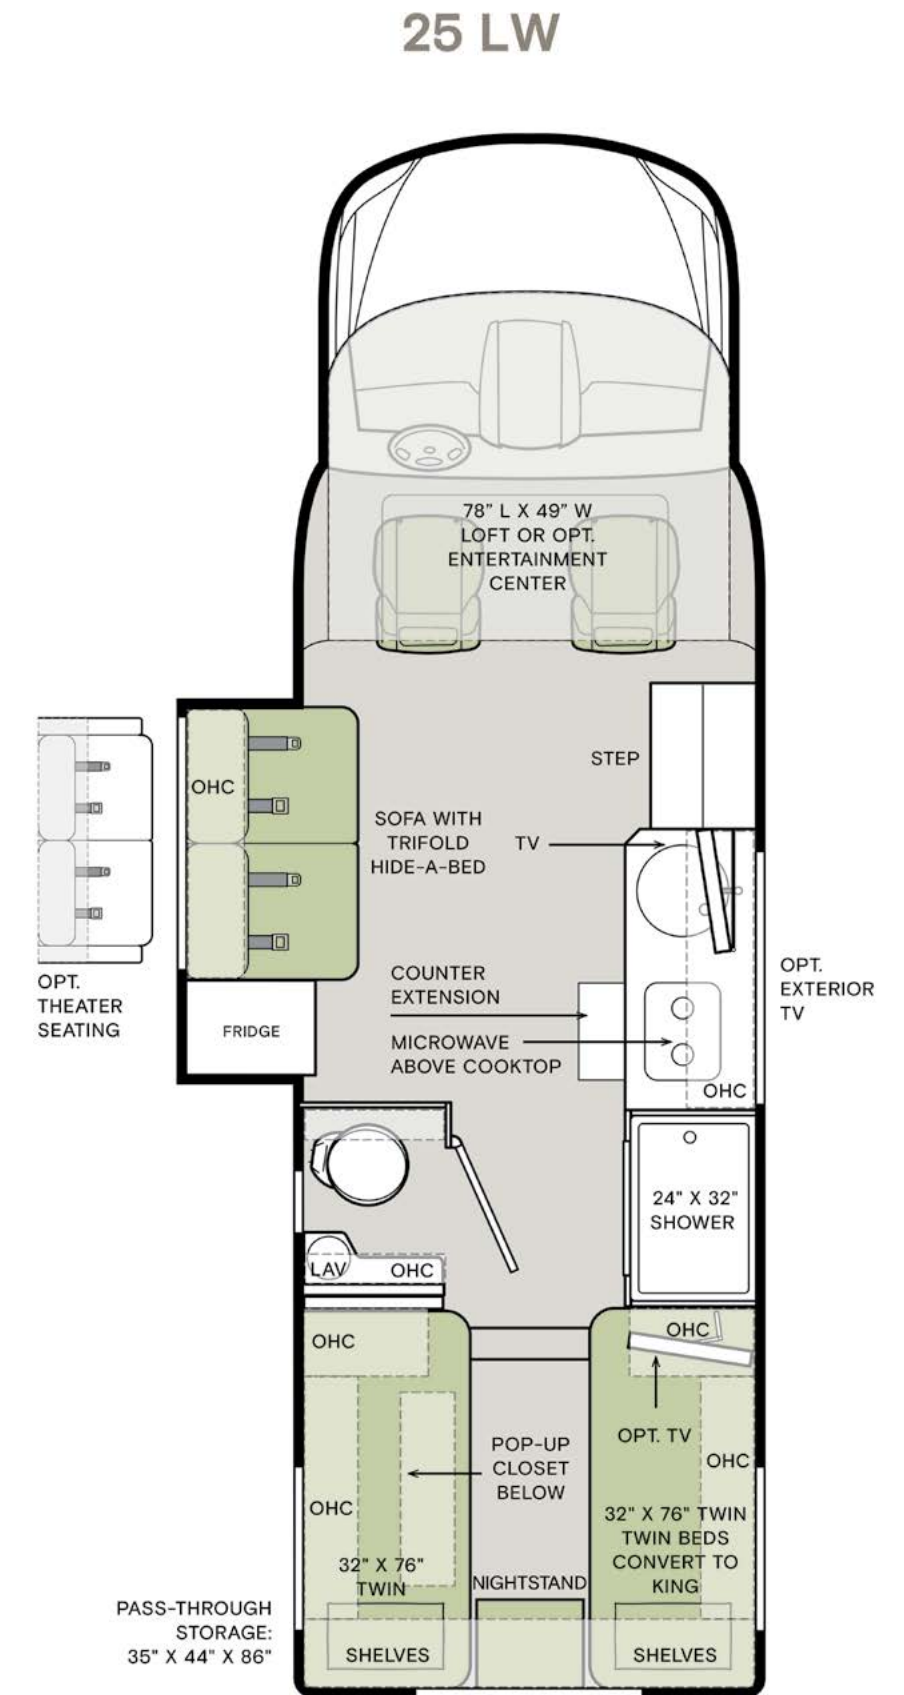 25 LW
78" L X 49" W
LOFT OR OPT.
ENTERTAINMENT
CENTER
STEP
OHC
SOFA WITH
TRIFOLD
HIDE-A-BED
TV
OPT.
THEATER
SEATING
COUNTER
EXTENSION
OPT.
EXTERIOR
TV
FRIDGE
MICROWAVE
ABOVE COOKTOP
OHC
24" X 32"
SHOWER
LAV
OHC
OHC
OHC
OPT. TV
POP-UP
CLOSET
BELOW
OHC
OHC
32" X 76" TWIN
TWIN BEDS
CONVERT TO
KING
32" X 76"
TWIN
NIGHTSTAND
PASS-THROUGH
STORAGE:
35" X 44" X 86"
SHELVES
SHELVES